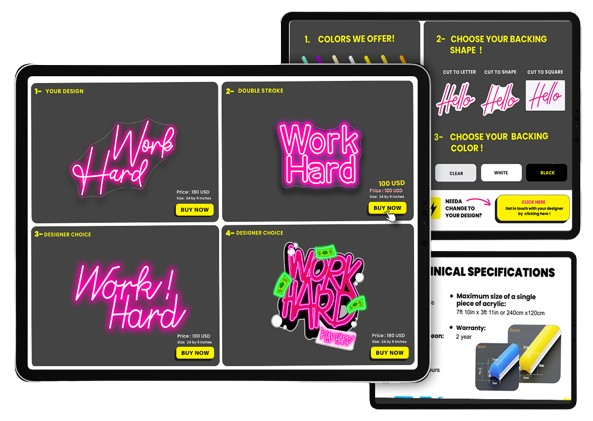 1. COLORS WE OFFER!
2- CHOOSE YOUR BACKING
SHAPE !
CUT TO LETTER
CUT TO SHAPE
CUT TO SQUARE
Hello
Hello
Hello
3- CHOOSE YOUR BACKING
COLOR !
CLEAR
WHITE
BLACK
NEED A
CHANGE TO
YOUR DESIGN?
CLICK HERE
Get in touch with your designer
by clicking here !
1- YOUR DESIGN
Work
Hard
Price : 180 USD
Size: 24 by 9 inches
BUY NOW
2- DOUBLE STROKE
Work
Hard
100 USD
Price : 180 USD
Size: 24 by 9 inches
BUY NOW
3- DESIGNER CHOICE
Work !
Hard
Price : 180 USD
Size: 24 by 9 inches
BUY NOW
4- DESIGNER CHOICE
WORK
HARD
Price : 180 USD
Size: 24 by 9 inches
BUY NOW
NICAL SPECIFICATIONS
Maximum size of a single
piece of acrylic:
7ft 10in x 3ft 11in or 240cm x120cm
Warranty:
2 year
eon:
ours